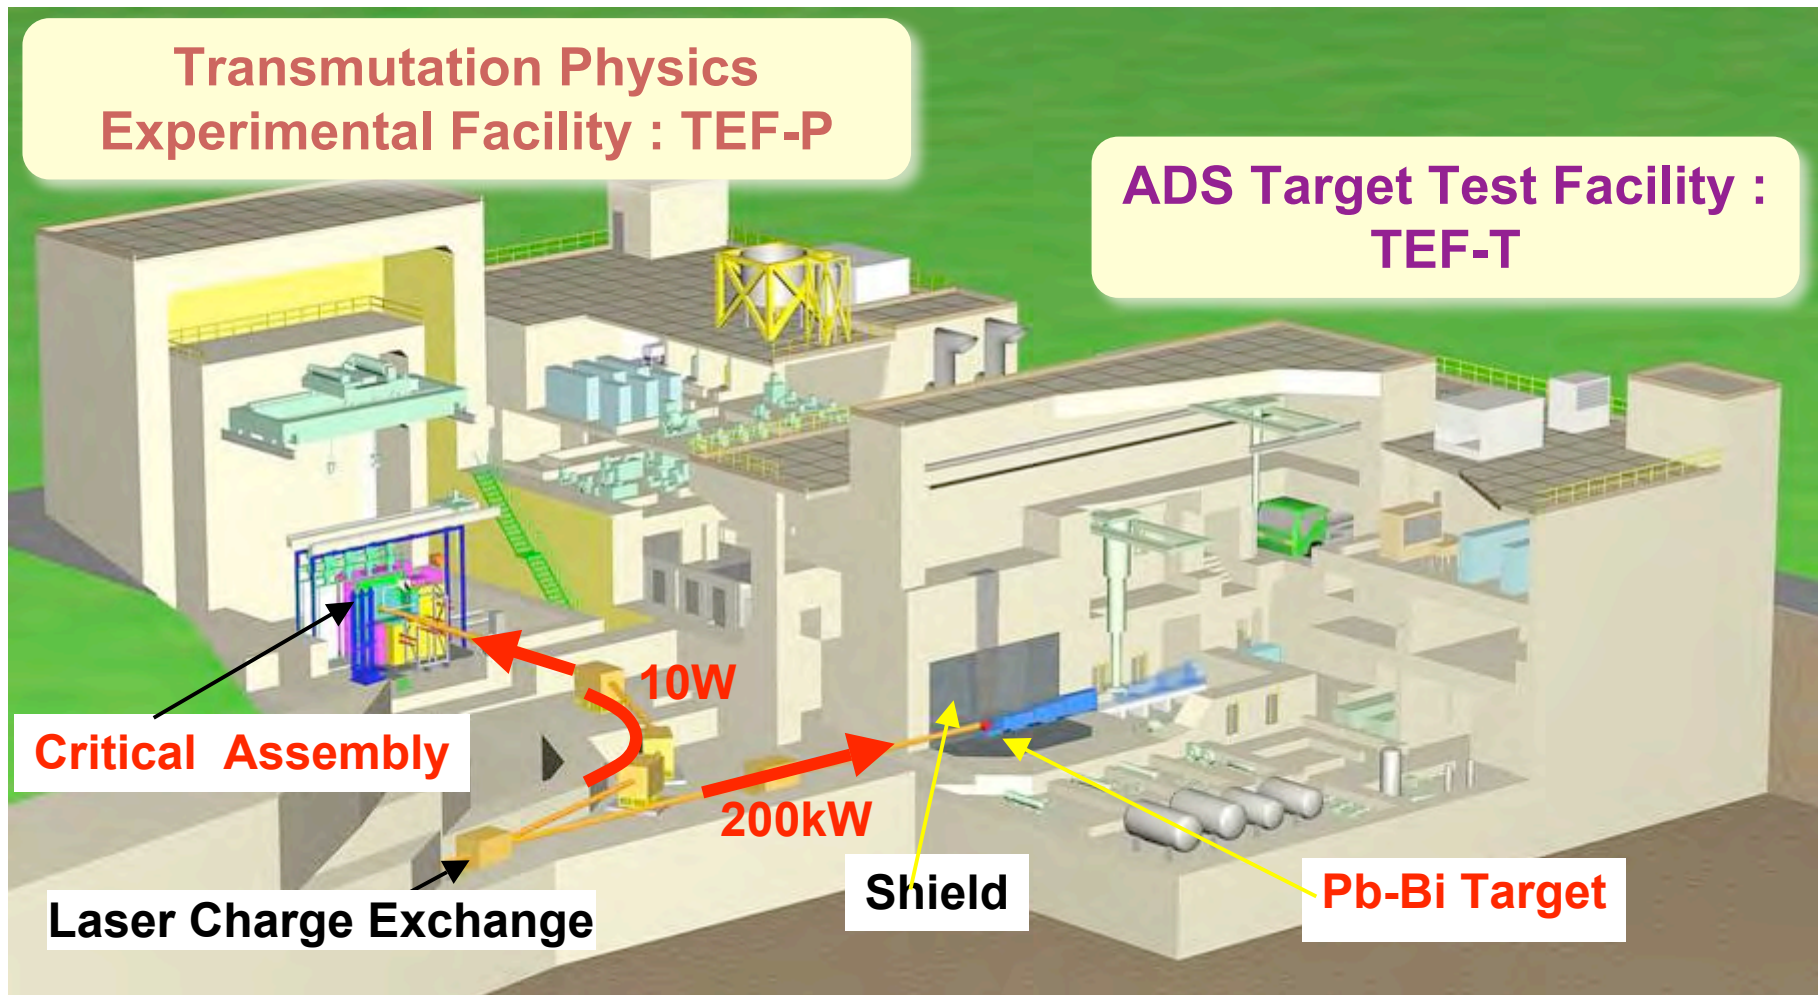 Transmutation Physics
Experimental Facility : TEF-P
ADS Target Test Facility :
TEF-T
10W
Critical Assembly
200kW
Shield
Pb-Bi Target
Laser Charge Exchange